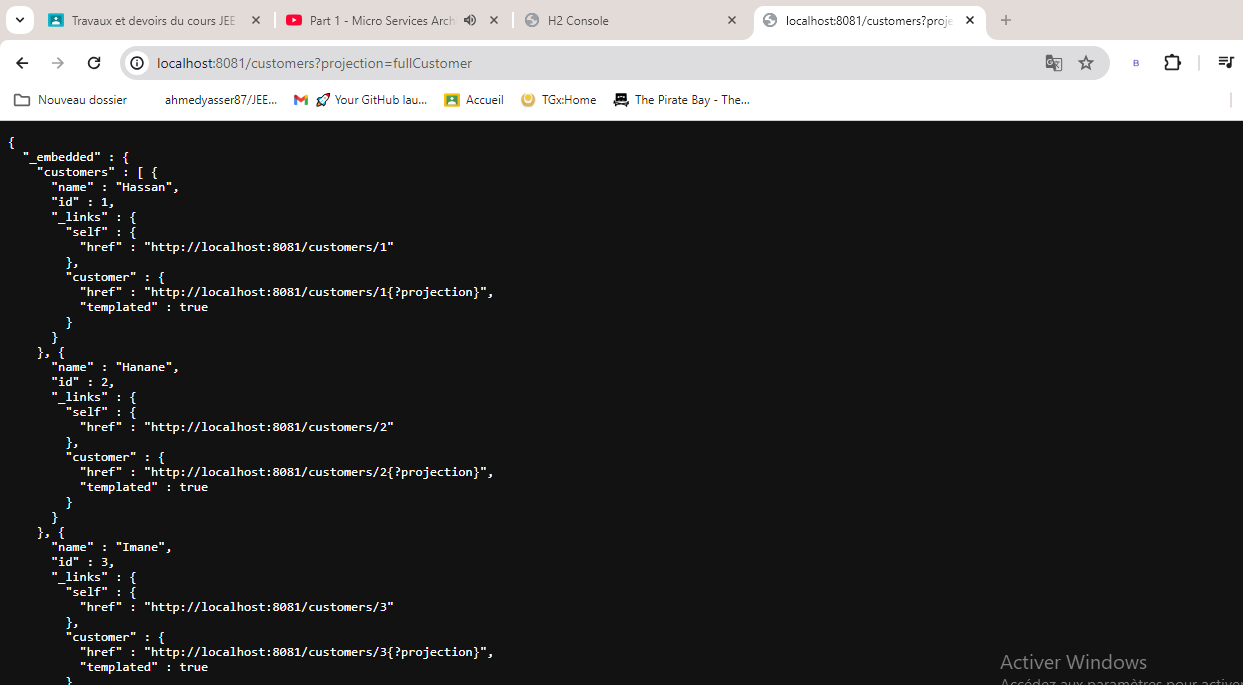 Travaux et devoirs du cours JEE
Part 1 - Micro Services Arch
H2 Console
localhost:8081/customers?proje
localhost:8081/customers?projection=fullCustomer
B
Nouveau dossier
ahmedyasser87/JEE...
Your GitHub lau...
Accueil
TGx:Home
The Pirate Bay - The...
{
"_embedded" : {
"customers" : [ {
"name" : "Hassan",
"id" : 1,
"_links" : {
"self" : {
"href" : "http://localhost:8081/customers/1"
},
"customer" : {
"href" : "http://localhost:8081/customers/1{?projection}",
"templated" : true
}
}
}, {
"name" : "Hanane",
"id" : 2,
"_links" : {
"self" : {
"href" : "http://localhost:8081/customers/2"
},
"customer" : {
"href" : "http://localhost:8081/customers/2{?projection}",
"templated" : true
}
}
}, {
"name" : "Imane",
"id" : 3,
"_links" : {
"self" : {
"href" : "http://localhost:8081/customers/3"
},
"customer" : {
"href" : "http://localhost:8081/customers/3{?projection}",
"templated" : true
}
Activer Windows
Accédez aux paramètres pour activer